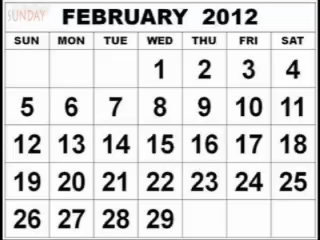 SUNDAY
FEBRUARY 2012
SUN MON TUE WED THU FRI SAT
1 2 3 4
5 6 7 8 9 10 11
12 13 14 15 16 17 18
19 20 21 22 23 24 25
26 27 28 29